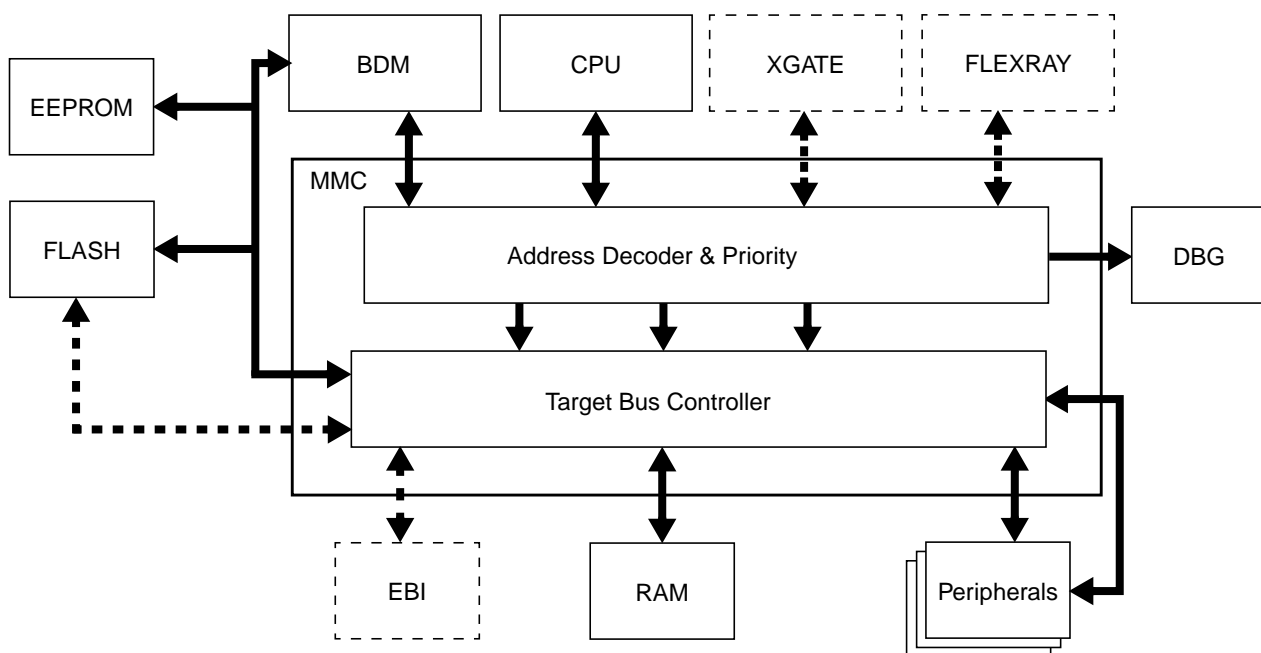 BDM
CPU
XGATE
FLEXRAY
EEPROM
MMC
FLASH
Address Decoder & Priority
DBG
Target Bus Controller
EBI
RAM
Peripherals